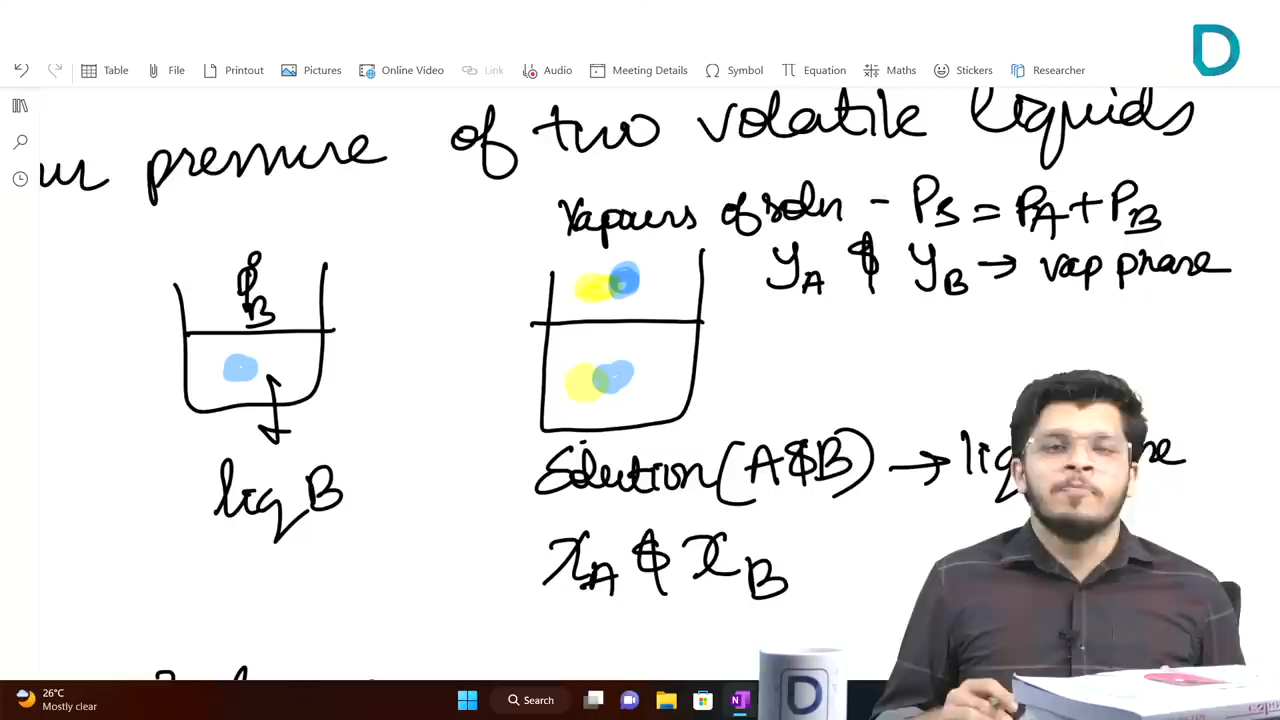 Table File Printout Pictures Online Video Link Audio Meeting Details Symbol Equation Maths Stickers Researcher
pressure of two volatile liquids
Vapours of soln - PS = PA + PB
yA & yB → vap phase
P°B
liq B
Solution (A&B) → liq
xA & xB
D
26°C
Mostly clear
Search